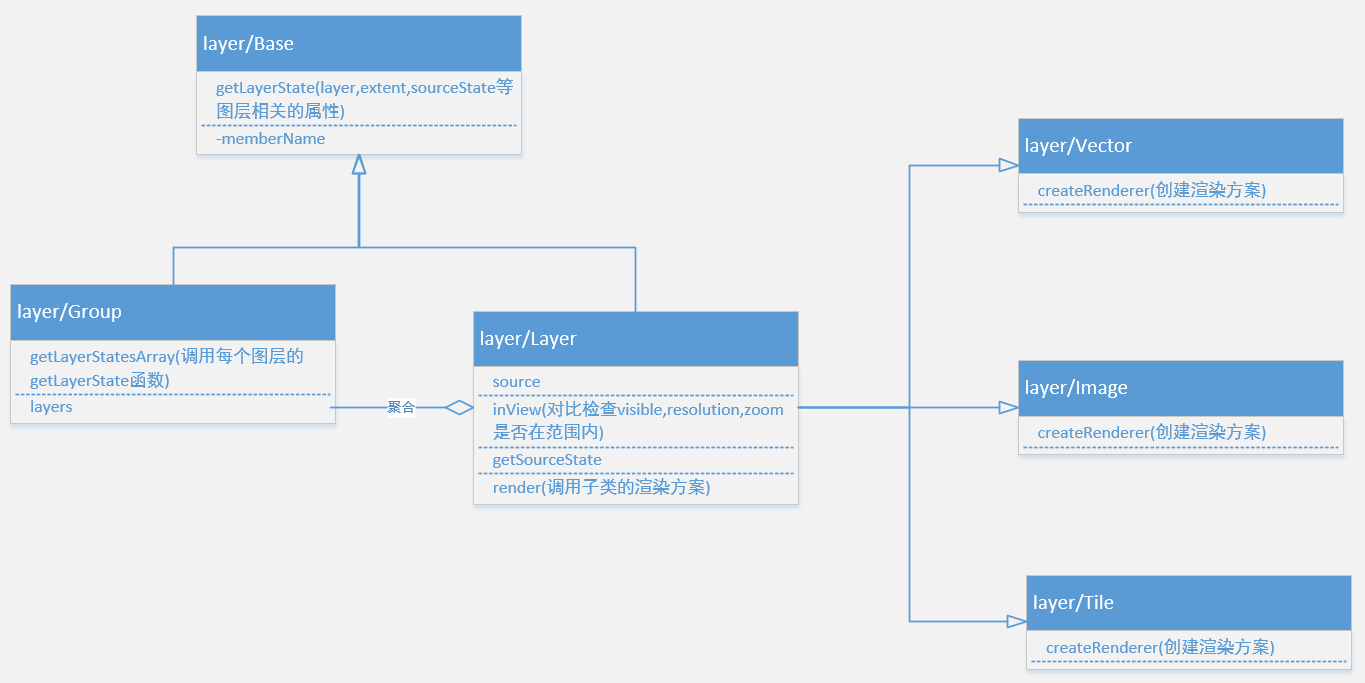 layer/Base
getLayerState(layer,extent,sourceState等
图层相关的属性)
-memberName
layer/Group
getLayerStatesArray(调用每个图层的
getLayerState函数)
layers
聚合
layer/Layer
source
inView(对比检查visible,resolution,zoom
是否在范围内)
getSourceState
render(调用子类的渲染方案)
layer/Vector
createRenderer(创建渲染方案)
layer/Image
createRenderer(创建渲染方案)
layer/Tile
createRenderer(创建渲染方案)